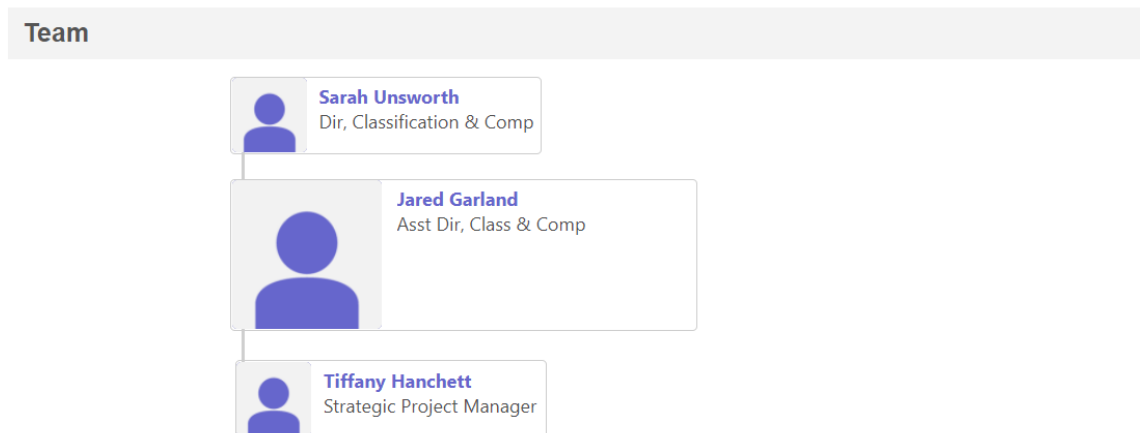 Team
Sarah Unsworth
Dir, Classification & Comp
Jared Garland
Asst Dir, Class & Comp
Tiffany Hanchett
Strategic Project Manager